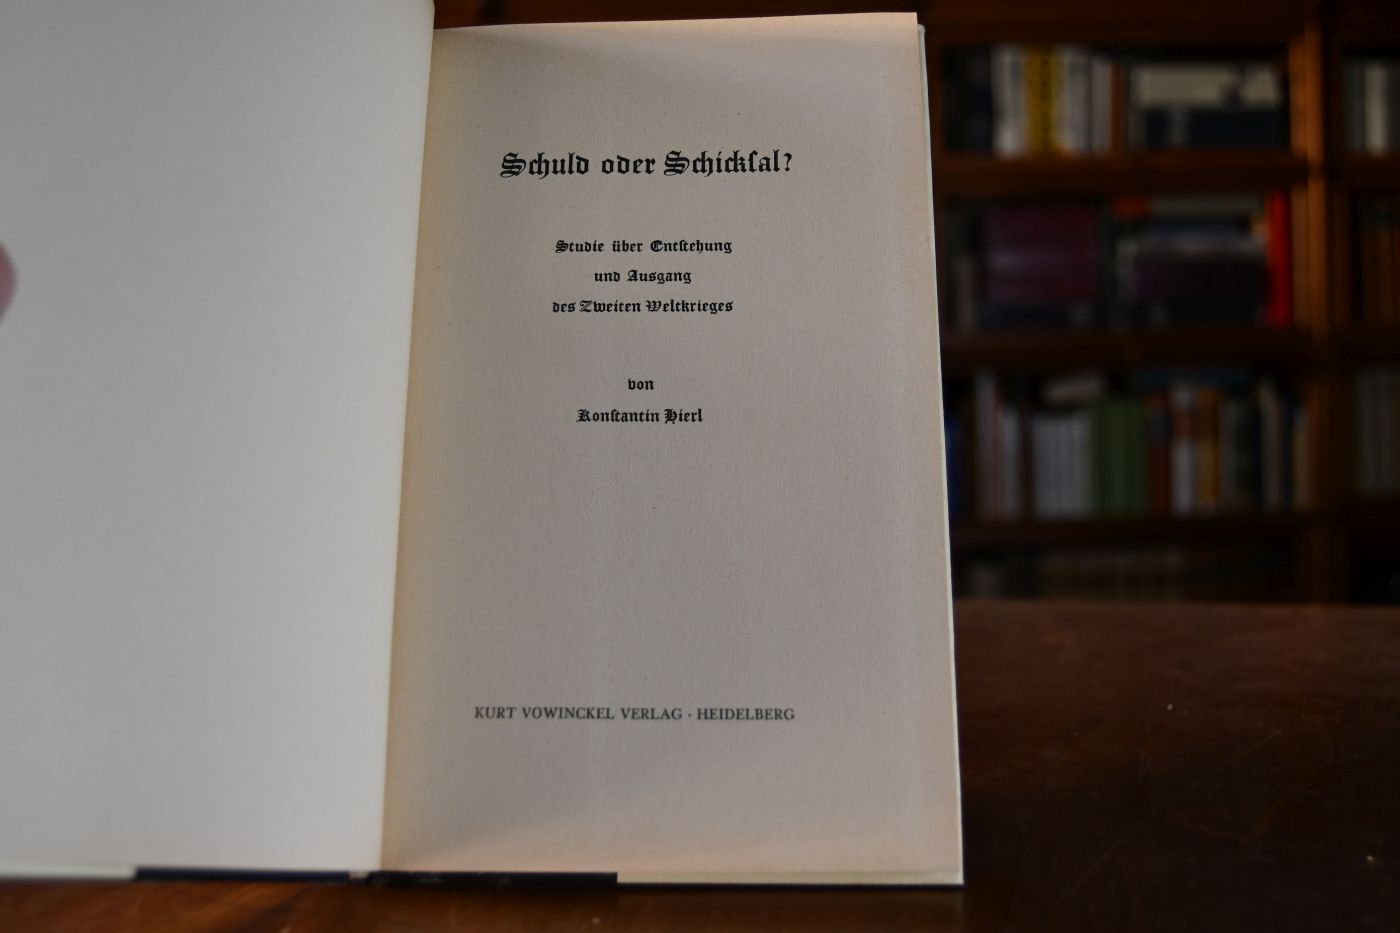 Schuld oder Schickſal?
Studie über Entſtehung
und Ausgang
des Zweiten Weltkrieges
von
Konſtantin Hierl
KURT VOWINCKEL VERLAG · HEIDELBERG